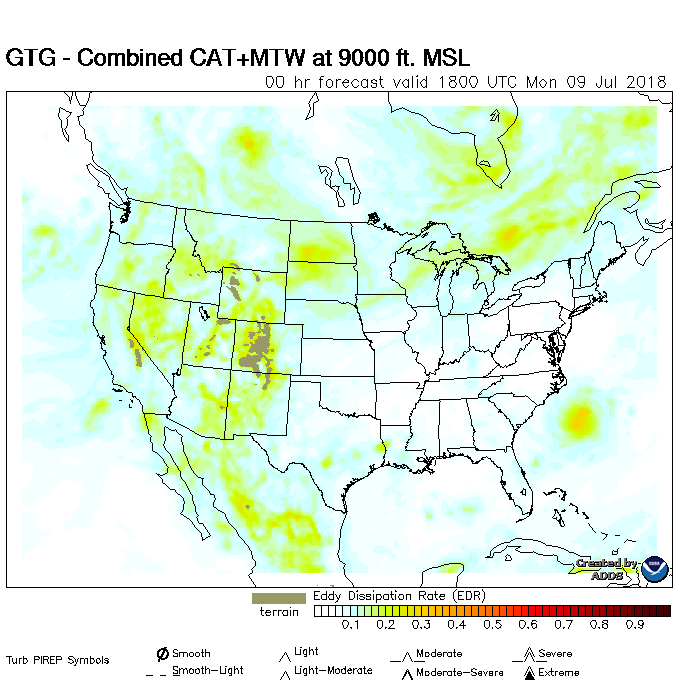 GTG - Combined CAT+MTW at 9000 ft. MSL
00 hr forecast valid 1800 UTC Mon 09 Jul 2018
Created by
ADDS
Eddy Dissipation Rate (EDR)
terrain
0.1 0.2 0.3 0.4 0.5 0.6 0.7 0.8 0.9
Turb PIREP Symbols
Smooth Light Moderate Severe
Smooth-Light Light-Moderate Moderate-Severe Extreme